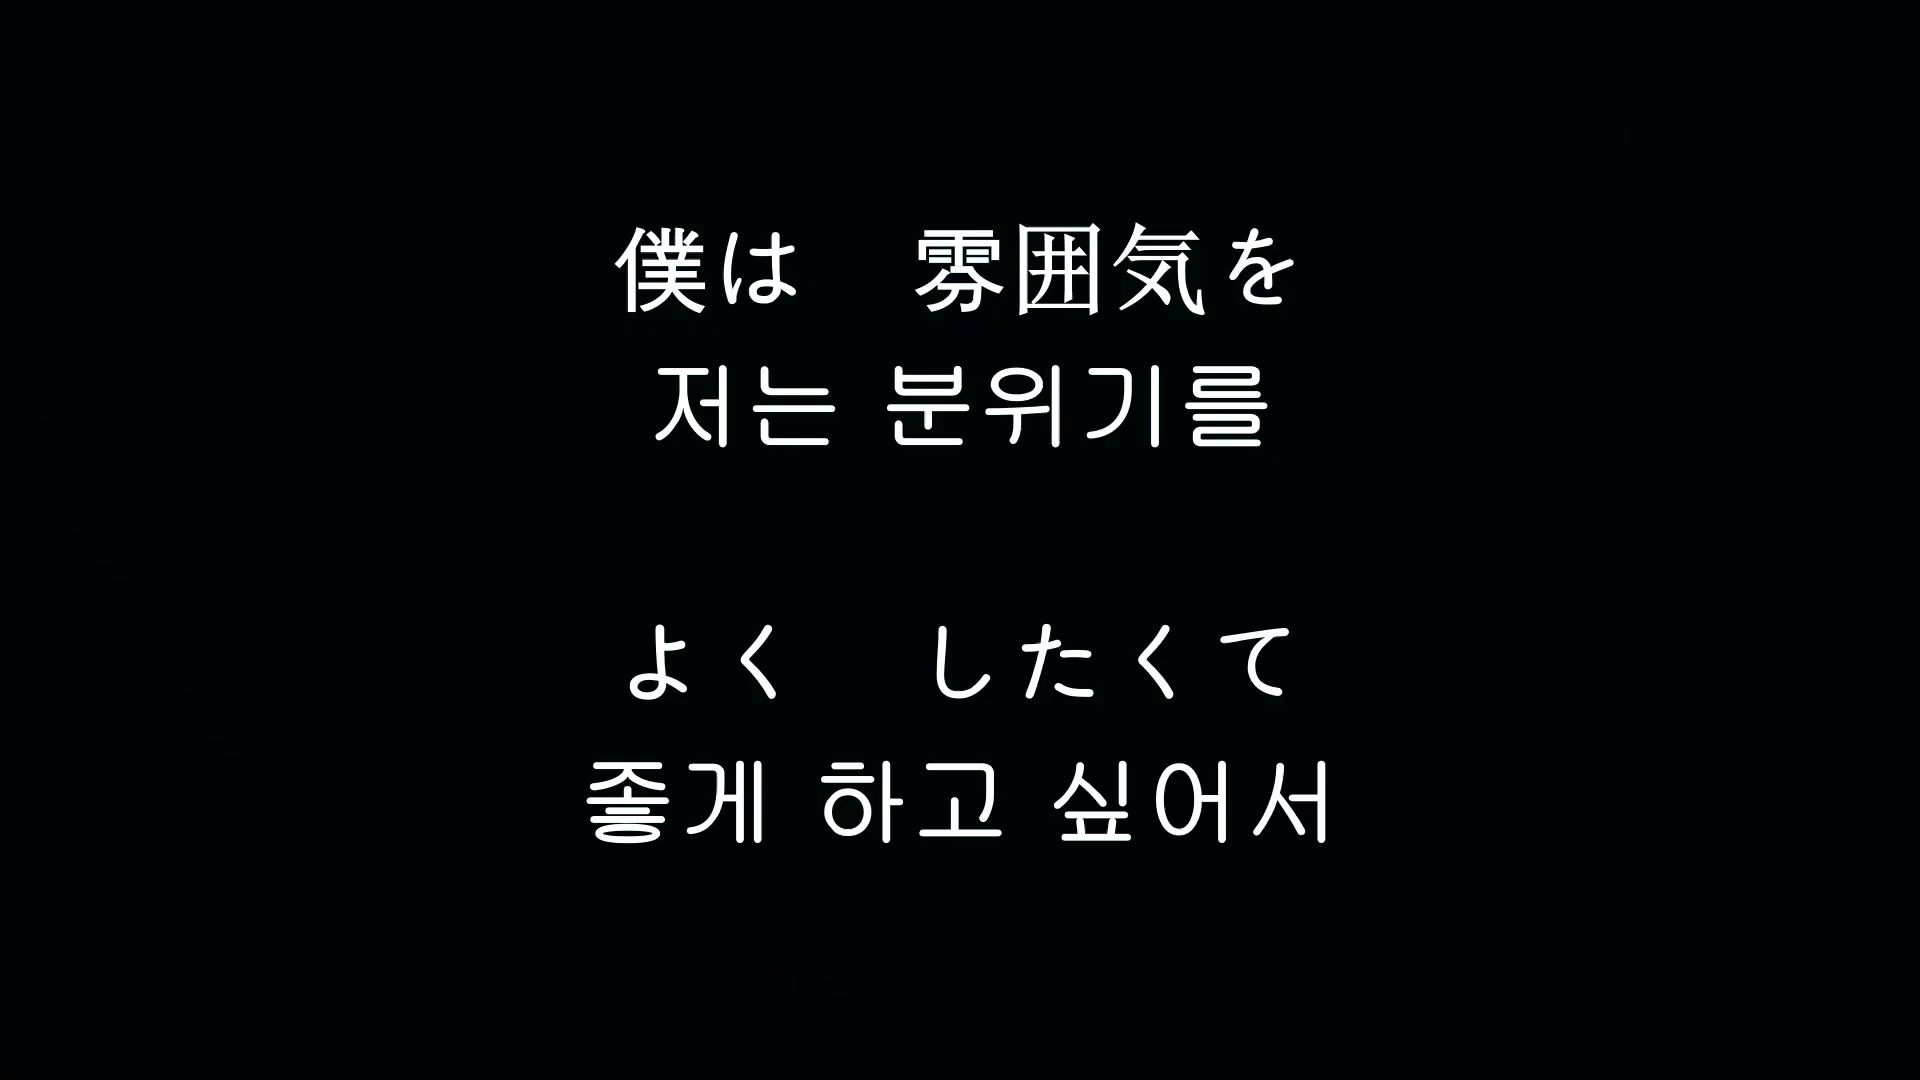 僕は　雰囲気を
저는 분위기를
よく　したくて
좋게 하고 싶어서